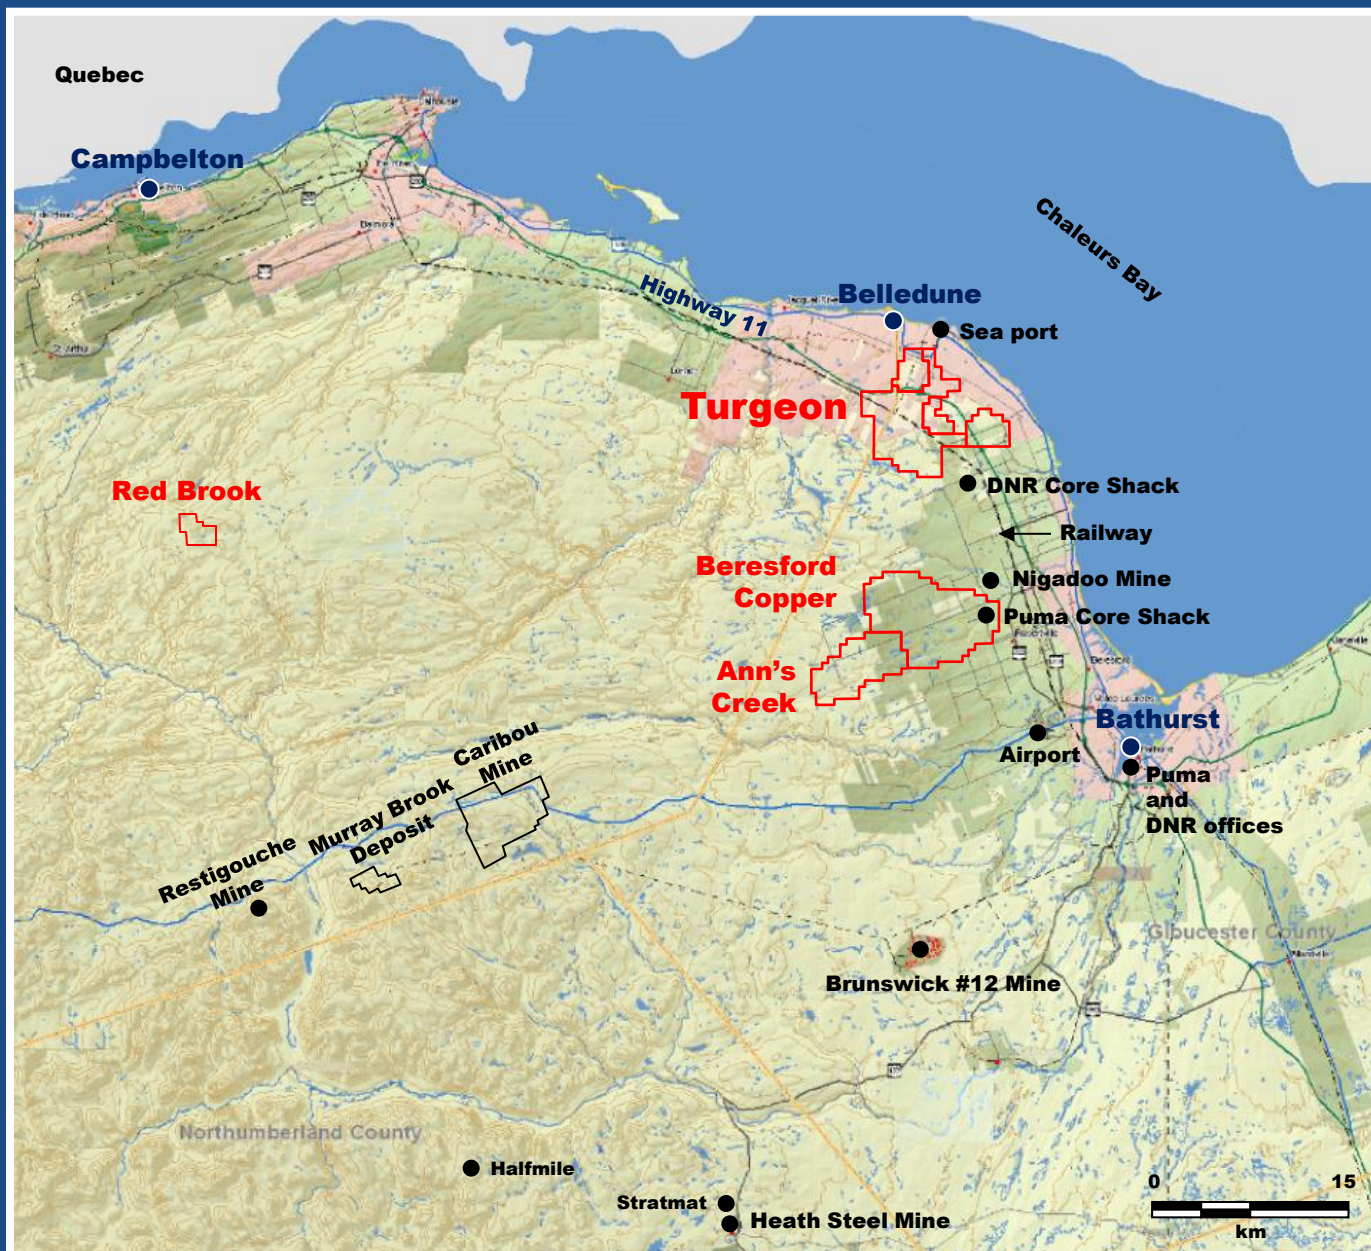 Quebec
Campbelton
Chaleurs Bay
Highway 11
Belledune
Sea port
Turgeon
Red Brook
DNR Core Shack
Railway
Beresford
Copper
Nigadoo Mine
Puma Core Shack
Ann's
Creek
Bathurst
Airport
Puma
and
DNR offices
Caribou
Mine
Murray Brook
Deposit
Restigouche
Mine
Gloucester County
Brunswick #12 Mine
Northumberland County
Halfmile
Stratmat
Heath Steel Mine
0 15
km